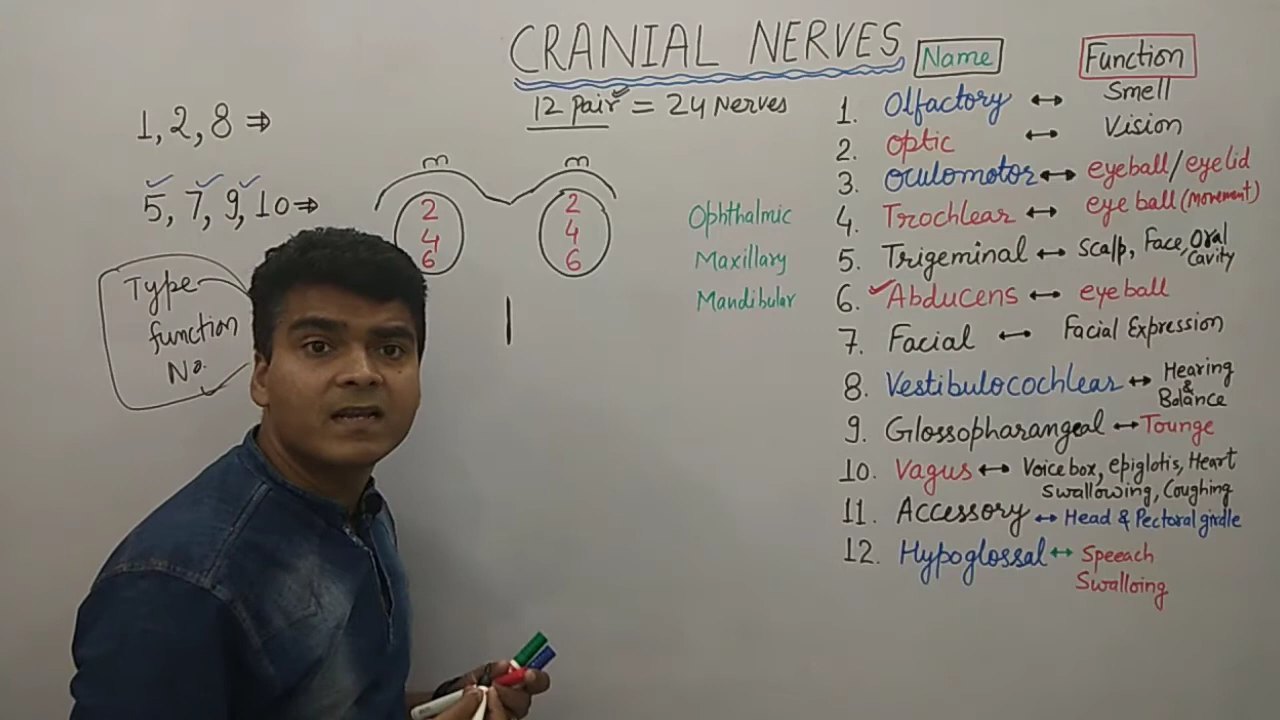 CRANIAL NERVES
12 Pair = 24 Nerves
1, 2, 8 ⇒
5, 7, 9, 10 ⇒
Type
function
No.
m m
2 2
4 4
6 6
Ophthalmic
Maxillary
Mandibular
Name Function
1. Olfactory ↔ Smell
2. Optic ↔ Vision
3. Oculomotor ↔ eyeball/eyelid
4. Trochlear ↔ eye ball (Movement)
5. Trigeminal ↔ Scalp, Face, Oral
Cavity
6. Abducens ↔ eyeball
7. Facial ↔ Facial Expression
8. Vestibulocochlear ↔ Hearing
&
Balance
9. Glossopharangeal ↔ Tounge
10. Vagus ↔ Voice box, epiglotis, Heart
Swallowing, Coughing
11. Accessory ↔ Head & Pectoral girdle
12. Hypoglossal ↔ Speeach
Swalloing